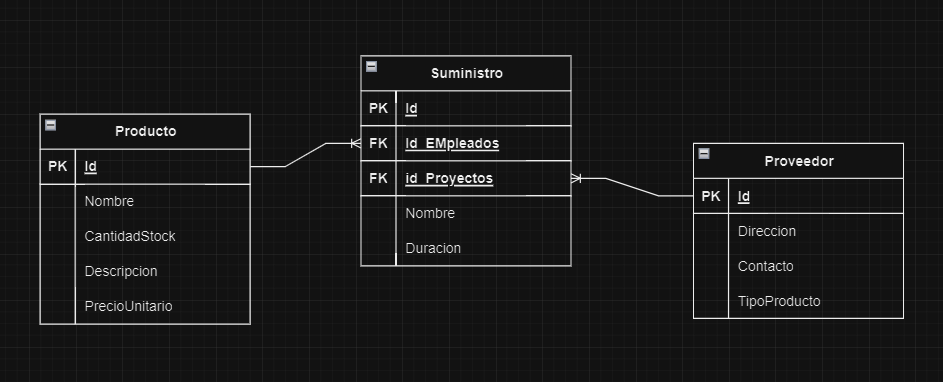 Producto
PK Id
Nombre
CantidadStock
Descripcion
PrecioUnitario
Suministro
PK Id
FK Id_EMpleados
FK id_Proyectos
Nombre
Duracion
Proveedor
PK Id
Direccion
Contacto
TipoProducto